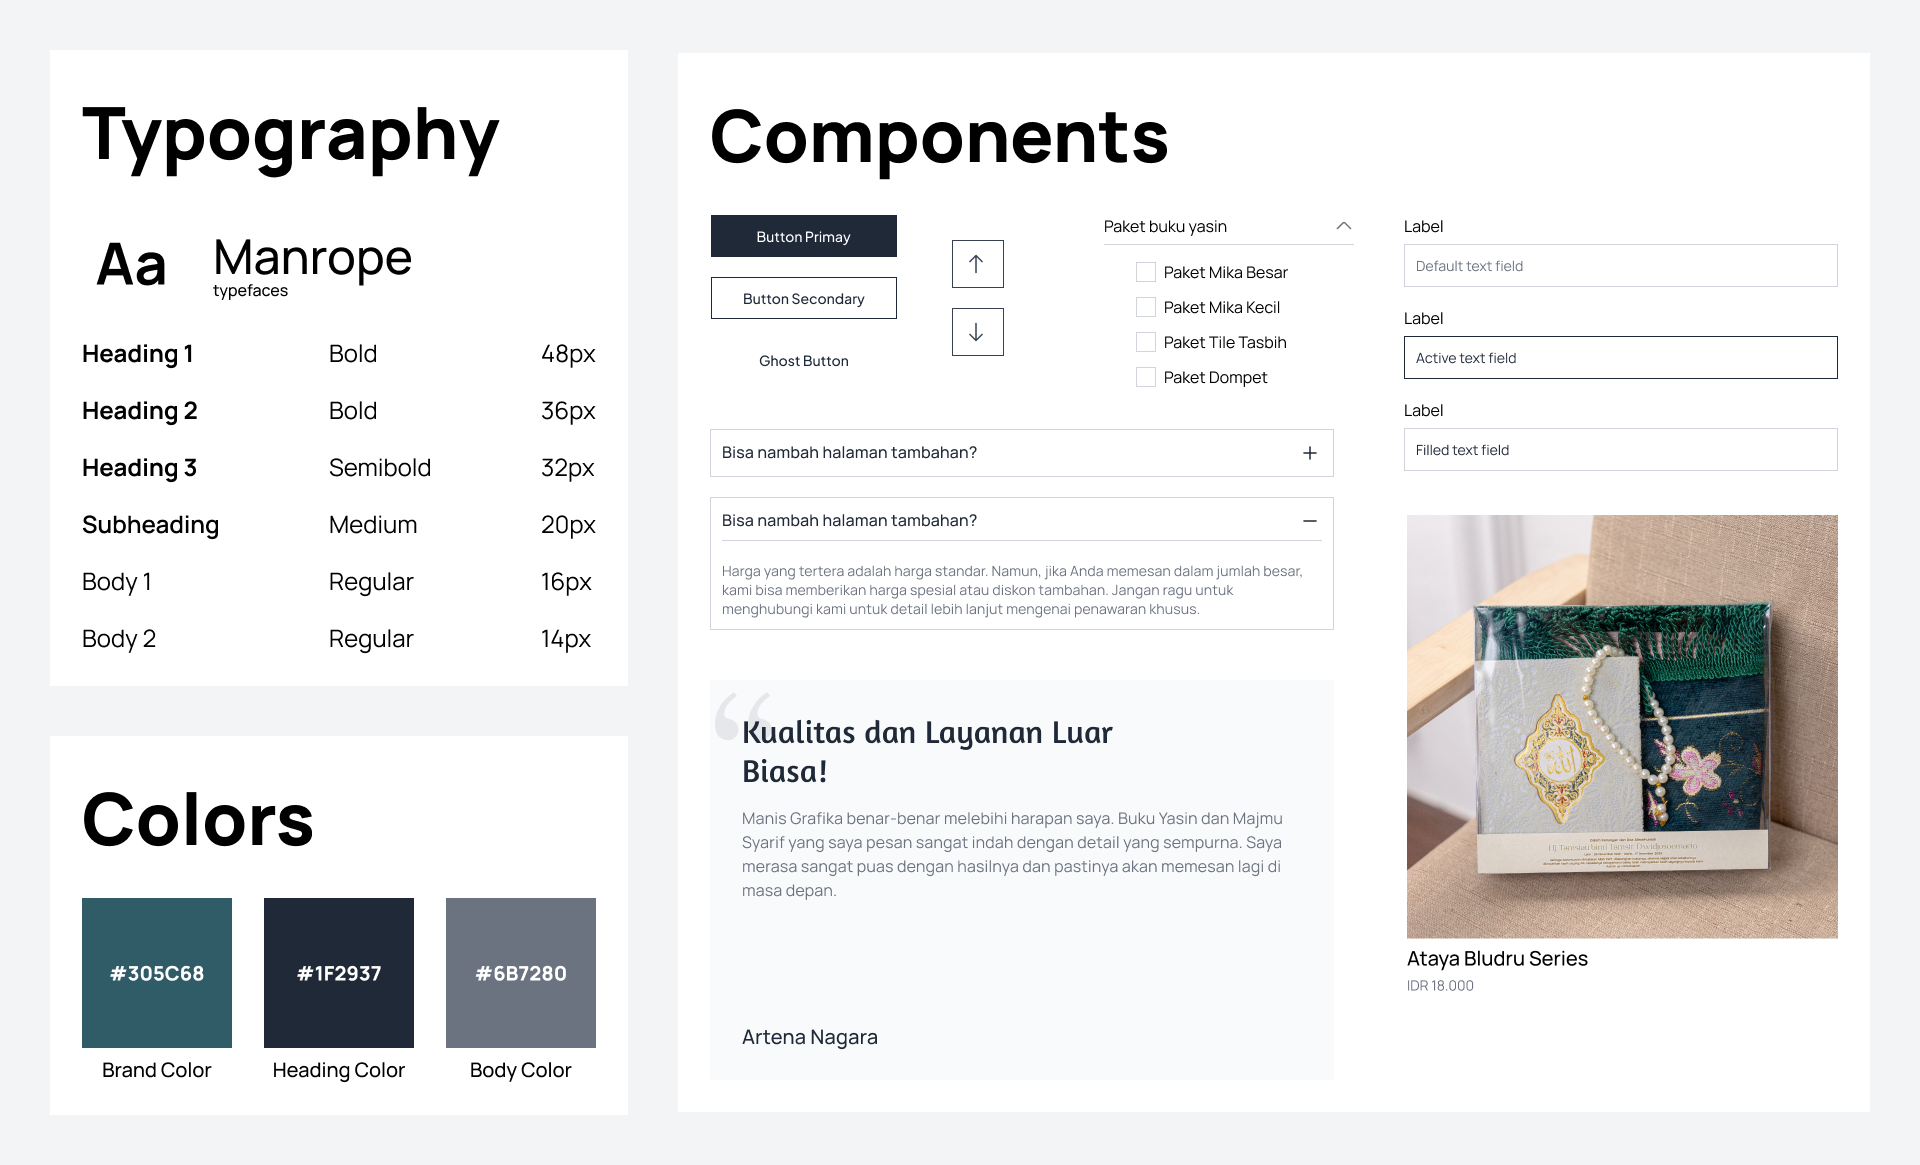 Typography
Aa
Manrope
typefaces
Heading 1 Bold 48px
Heading 2 Bold 36px
Heading 3 Semibold 32px
Subheading Medium 20px
Body 1 Regular 16px
Body 2 Regular 14px
Colors
#305C68
#1F2937
#6B7280
Brand Color
Heading Color
Body Color
Components
Button Primay
Button Secondary
Ghost Button
Paket buku yasin
Paket Mika Besar
Paket Mika Kecil
Paket Tile Tasbih
Paket Dompet
Label
Default text field
Label
Active text field
Label
Filled text field
Bisa nambah halaman tambahan?
Bisa nambah halaman tambahan?
Harga yang tertera adalah harga standar. Namun, jika Anda memesan dalam jumlah besar,
kami bisa memberikan harga spesial atau diskon tambahan. Jangan ragu untuk
menghubungi kami untuk detail lebih lanjut mengenai penawaran khusus.
“
Kualitas dan Layanan Luar
Biasa!
Manis Grafika benar-benar melebihi harapan saya. Buku Yasin dan Majmu
Syarif yang saya pesan sangat indah dengan detail yang sempurna. Saya
merasa sangat puas dengan hasilnya dan pastinya akan memesan lagi di
masa depan.
Artena Nagara
الله
Ataya Bludru Series
IDR 18.000